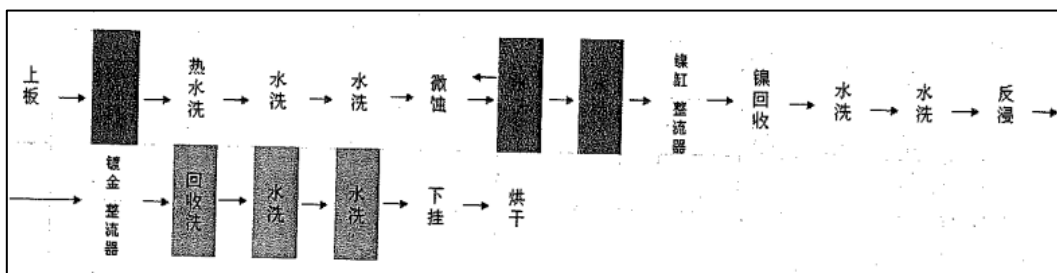 上板
热水洗
水洗
水洗
微蚀
镍缸 整流器
镍回收
水洗
水洗
反浸
镀金 整流器
回收洗
水洗
水洗
下挂
烘干